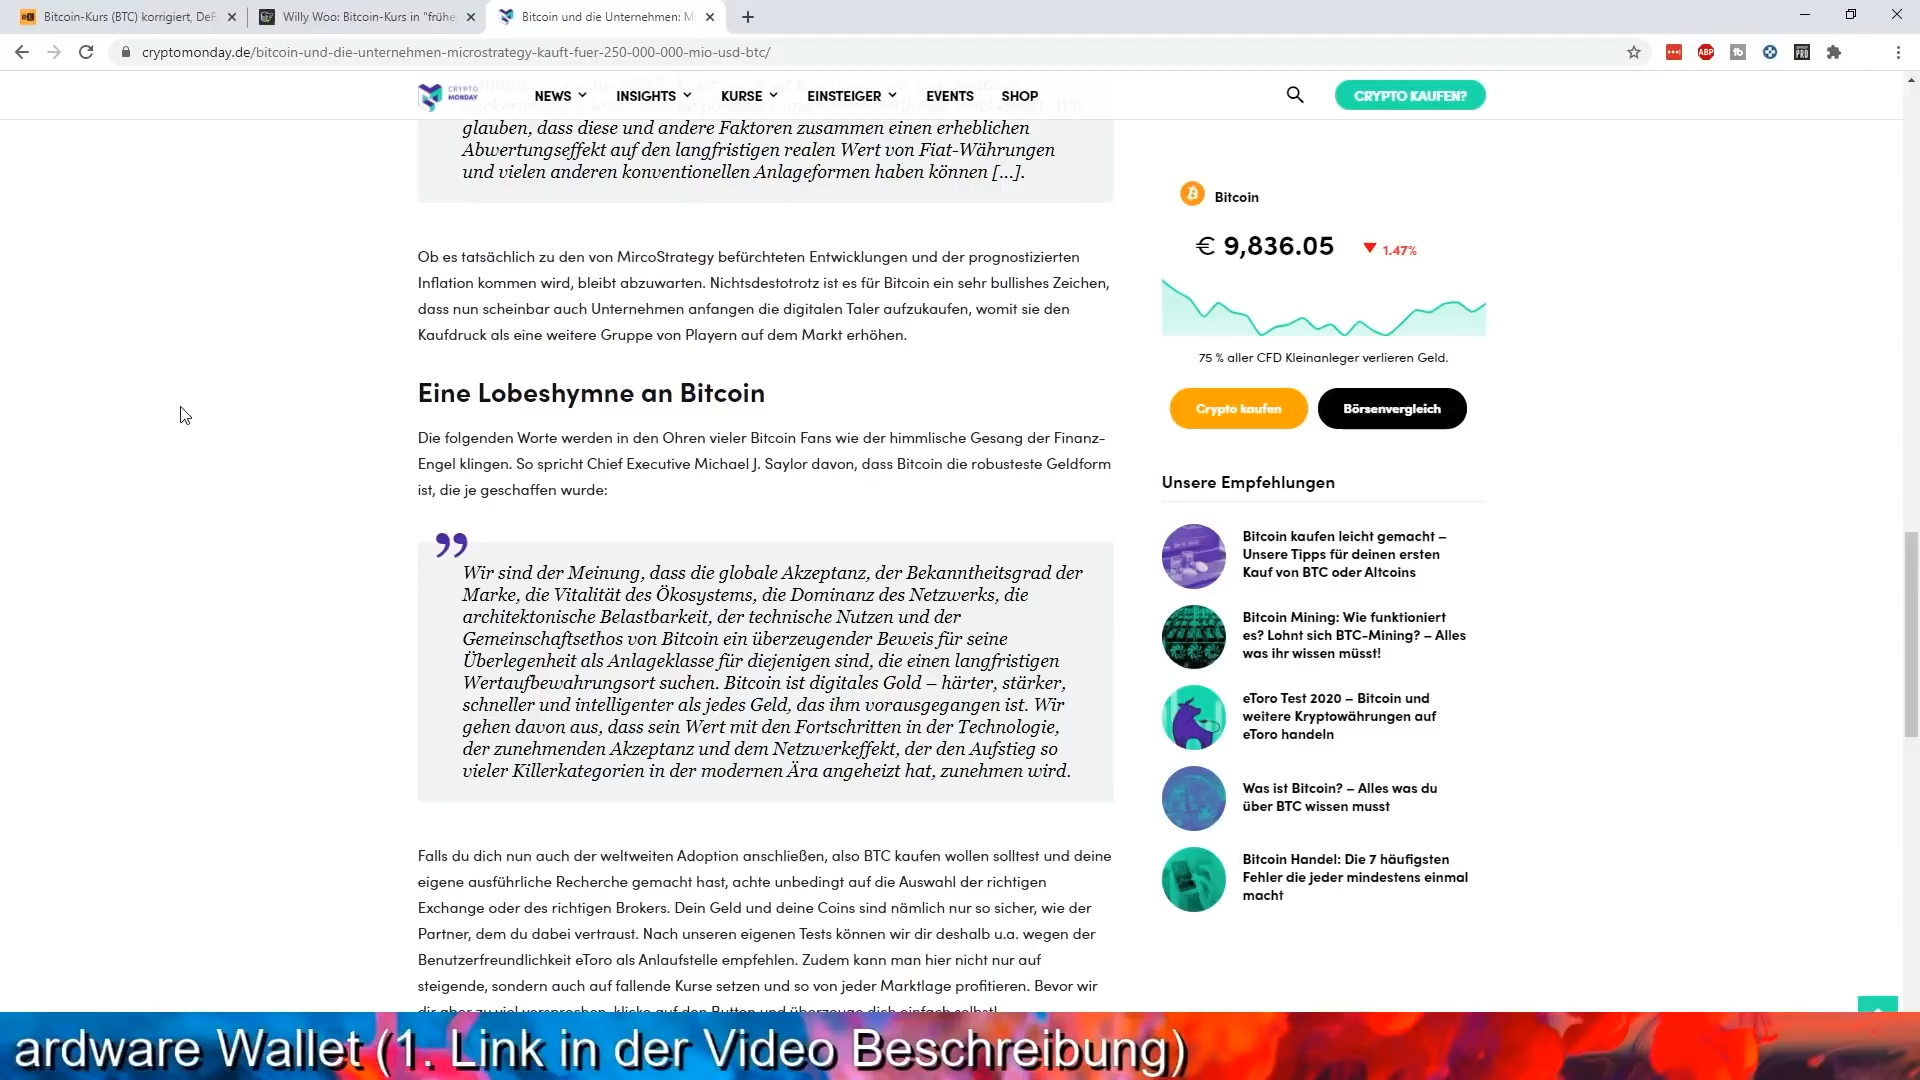 Bitcoin-Kurs (BTC) korrigiert, DeF
Willy Woo: Bitcoin-Kurs in "frühe
Bitcoin und die Unternehmen: M
cryptomonday.de/bitcoin-und-die-unternehmen-microstrategy-kauft-fuer-250-000-000-mio-usd-btc/
ABP
PRO
CRYPTO
MONDAY
NEWS
INSIGHTS
KURSE
EINSTEIGER
EVENTS
SHOP
CRYPTO KAUFEN?
glauben, dass diese und andere Faktoren zusammen einen erheblichen
Abwertungseffekt auf den langfristigen realen Wert von Fiat-Währungen
und vielen anderen konventionellen Anlageformen haben können [...].
Ob es tatsächlich zu den von MircoStrategy befürchteten Entwicklungen und der prognostizierten
Inflation kommen wird, bleibt abzuwarten. Nichtsdestotrotz ist es für Bitcoin ein sehr bullishes Zeichen,
dass nun scheinbar auch Unternehmen anfangen die digitalen Taler aufzukaufen, womit sie den
Kaufdruck als eine weitere Gruppe von Playern auf dem Markt erhöhen.
Eine Lobeshymne an Bitcoin
Die folgenden Worte werden in den Ohren vieler Bitcoin Fans wie der himmlische Gesang der Finanz-
Engel klingen. So spricht Chief Executive Michael J. Saylor davon, dass Bitcoin die robusteste Geldform
ist, die je geschaffen wurde:
”
Wir sind der Meinung, dass die globale Akzeptanz, der Bekanntheitsgrad der
Marke, die Vitalität des Ökosystems, die Dominanz des Netzwerks, die
architektonische Belastbarkeit, der technische Nutzen und der
Gemeinschaftsethos von Bitcoin ein überzeugender Beweis für seine
Überlegenheit als Anlageklasse für diejenigen sind, die einen langfristigen
Wertaufbewahrungsort suchen. Bitcoin ist digitales Gold – härter, stärker,
schneller und intelligenter als jedes Geld, das ihm vorausgegangen ist. Wir
gehen davon aus, dass sein Wert mit den Fortschritten in der Technologie,
der zunehmenden Akzeptanz und dem Netzwerkeffekt, der den Aufstieg so
vieler Killerkategorien in der modernen Ära angeheizt hat, zunehmen wird.
Falls du dich nun auch der weltweiten Adoption anschließen, also BTC kaufen wollen solltest und deine
eigene ausführliche Recherche gemacht hast, achte unbedingt auf die Auswahl der richtigen
Exchange oder des richtigen Brokers. Dein Geld und deine Coins sind nämlich nur so sicher, wie der
Partner, dem du dabei vertraust. Nach unseren eigenen Tests können wir dir deshalb u.a. wegen der
Benutzerfreundlichkeit eToro als Anlaufstelle empfehlen. Zudem kann man hier nicht nur auf
steigende, sondern auch auf fallende Kurse setzen und so von jeder Marktlage profitieren. Bevor wir
dir aber zu viel versprechen, klicke auf den Button und überzeuge dich einfach selbst!
Bitcoin
€ 9,836.05
1.47%
75 % aller CFD Kleinanleger verlieren Geld.
Crypto kaufen
Börsenvergleich
Unsere Empfehlungen
Bitcoin kaufen leicht gemacht –
Unsere Tipps für deinen ersten
Kauf von BTC oder Altcoins
Bitcoin Mining: Wie funktioniert
es? Lohnt sich BTC-Mining? – Alles
was ihr wissen müsst!
eToro Test 2020 – Bitcoin und
weitere Kryptowährungen auf
eToro handeln
Was ist Bitcoin? – Alles was du
über BTC wissen musst
Bitcoin Handel: Die 7 häufigsten
Fehler die jeder mindestens einmal
macht
ardware Wallet (1. Link in der Video Beschreibung)